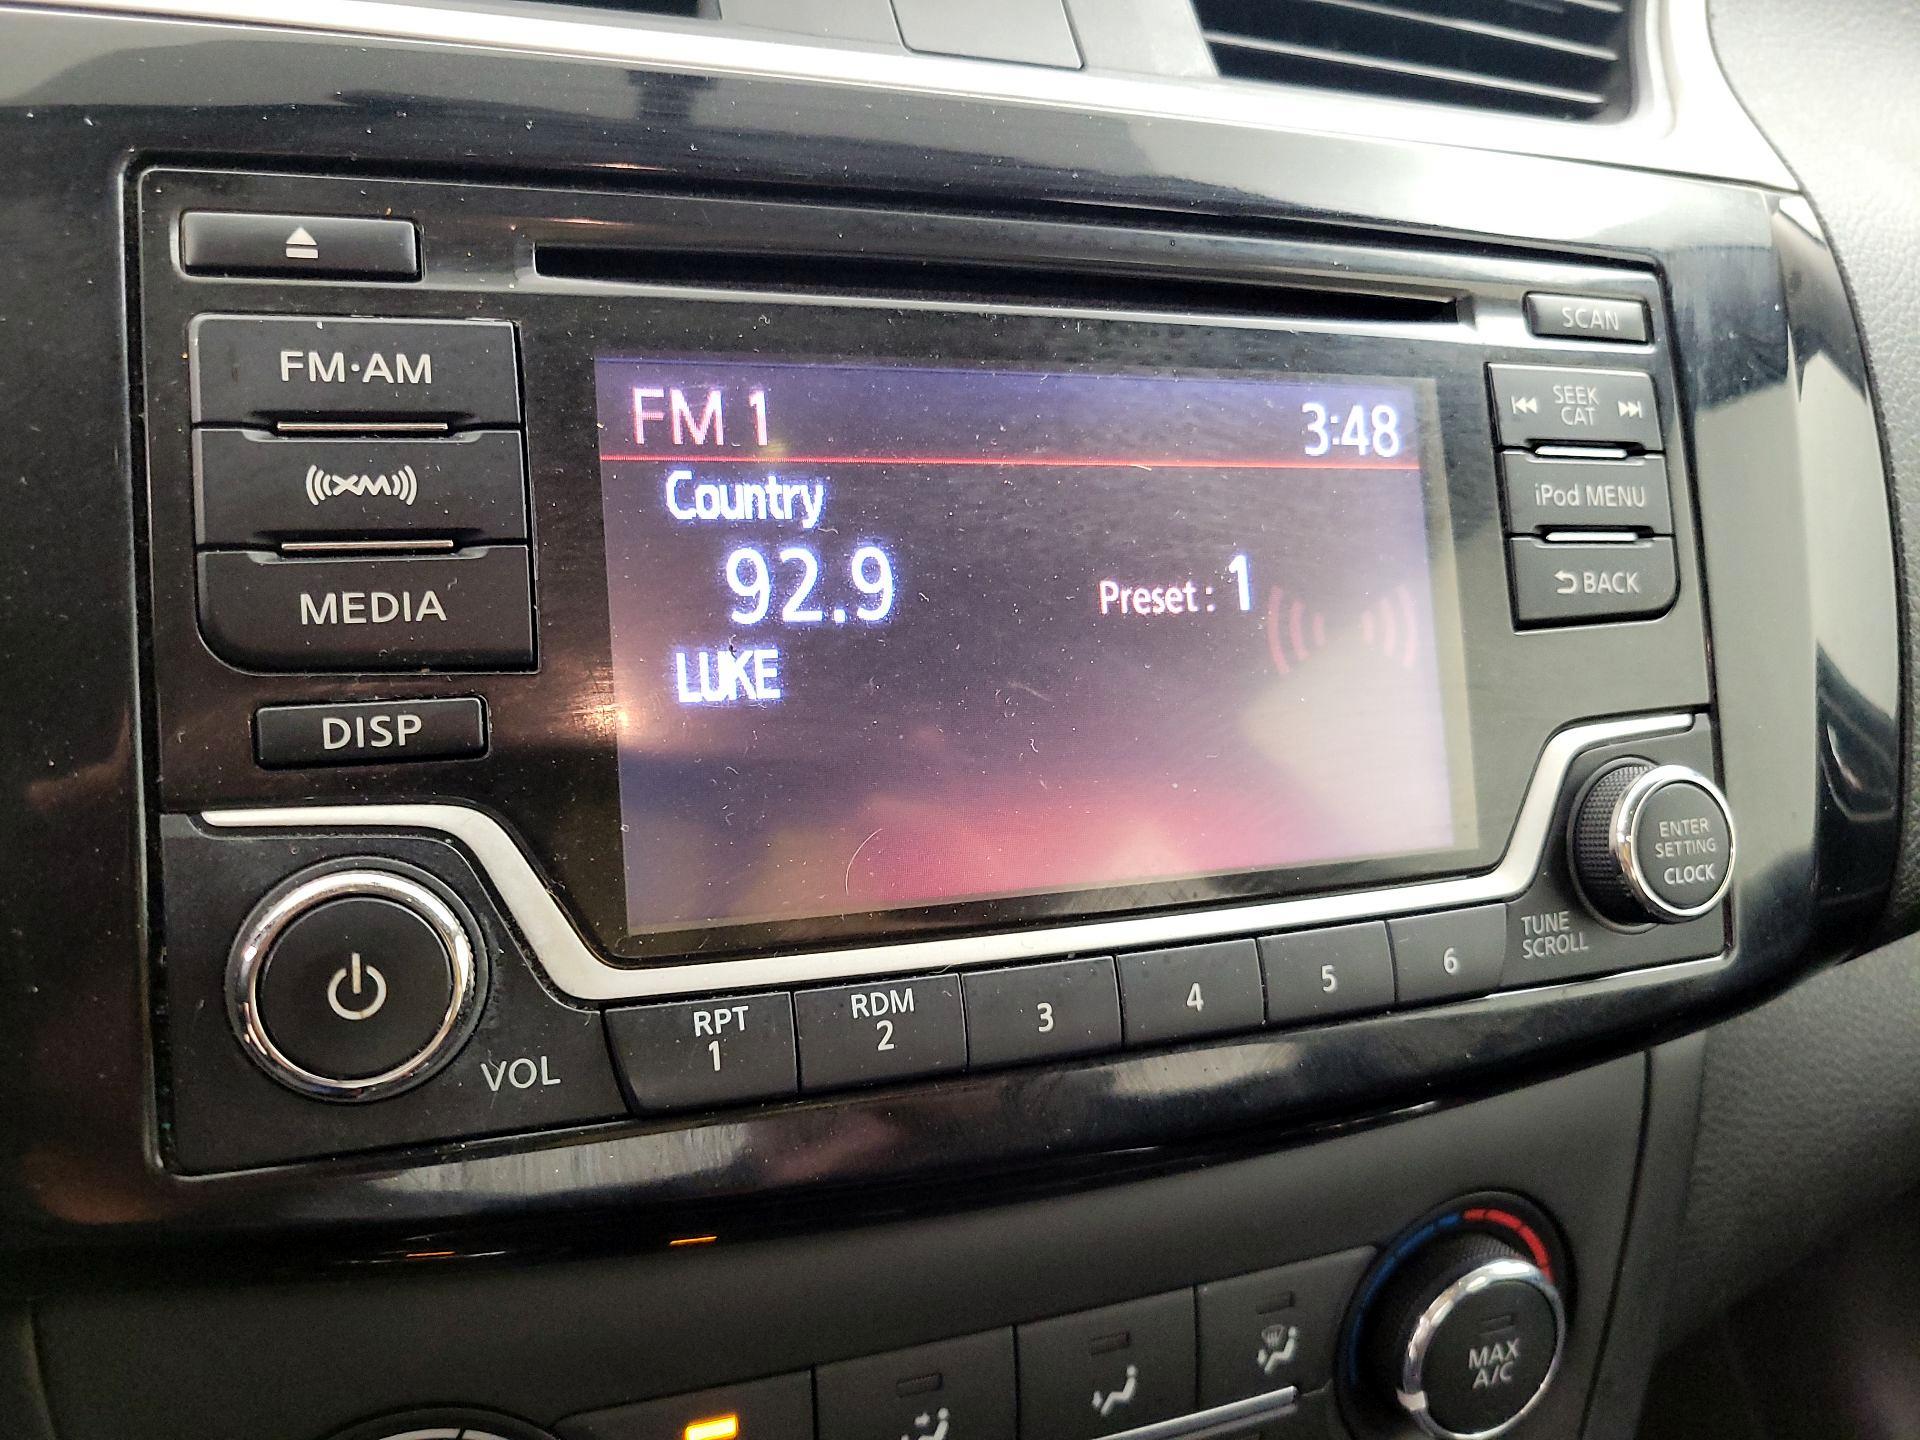 SCAN
FM·AM
SEEK
CAT
FM 1
3:48
XM
Country
iPod MENU
92.9
Preset : 1
BACK
MEDIA
LUKE
DISP
ENTER
SETTING
CLOCK
TUNE
SCROLL
VOL
RPT
1
RDM
2
3
4
5
6
MAX
A/C